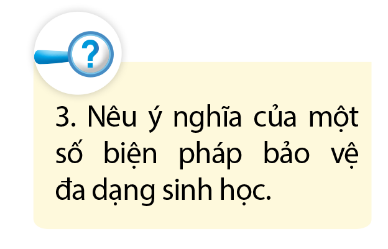 ?
3. Nêu ý nghĩa của một
số biện pháp bảo vệ
đa dạng sinh học.